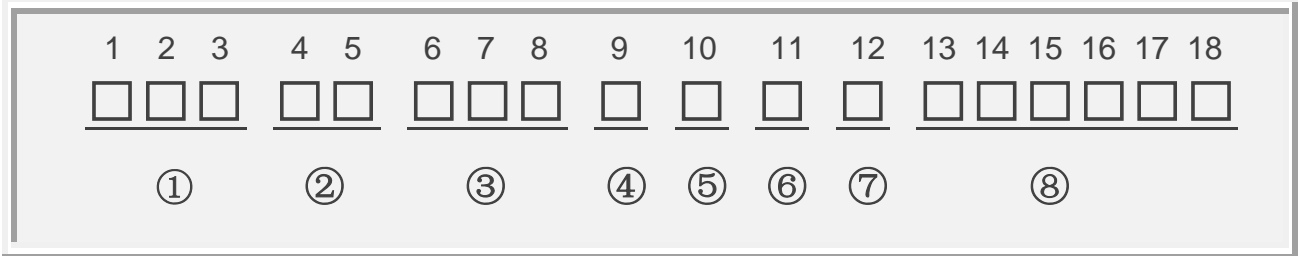 1 2 3 4 5 6 7 8 9 10 11 12 13 14 15 16 17 18
□ □ □ □ □ □ □ □ □ □ □ □ □ □ □ □ □ □
① ② ③ ④ ⑤ ⑥ ⑦ ⑧